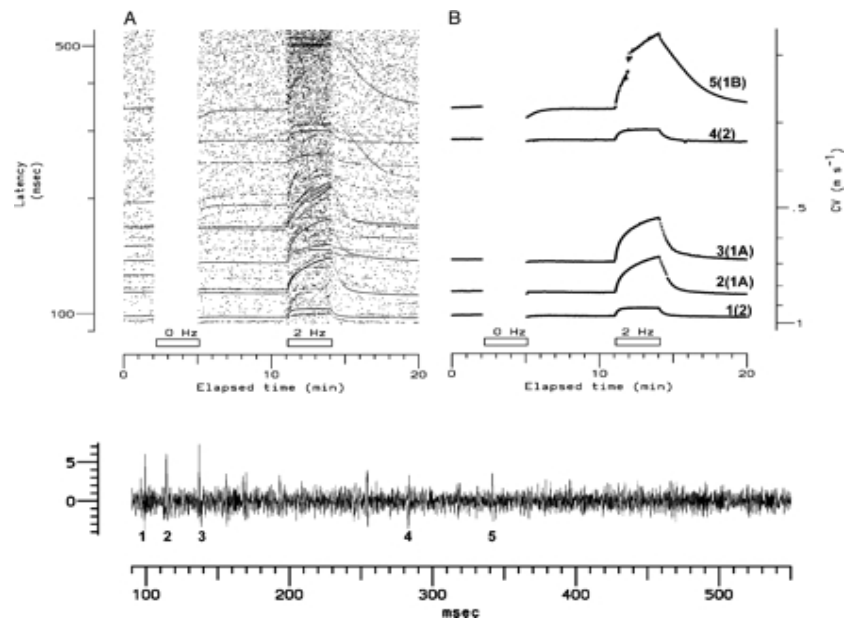 A
B
500
Latency
(msec)
100
0 Hz
2 Hz
0
10
20
Elapsed time (min)
5(1B)
4(2)
3(1A)
2(1A)
1(2)
.5
CV (m s⁻¹)
1
0 Hz
2 Hz
0
10
20
Elapsed time (min)
5
0
1
2
3
4
5
100
200
300
400
500
msec